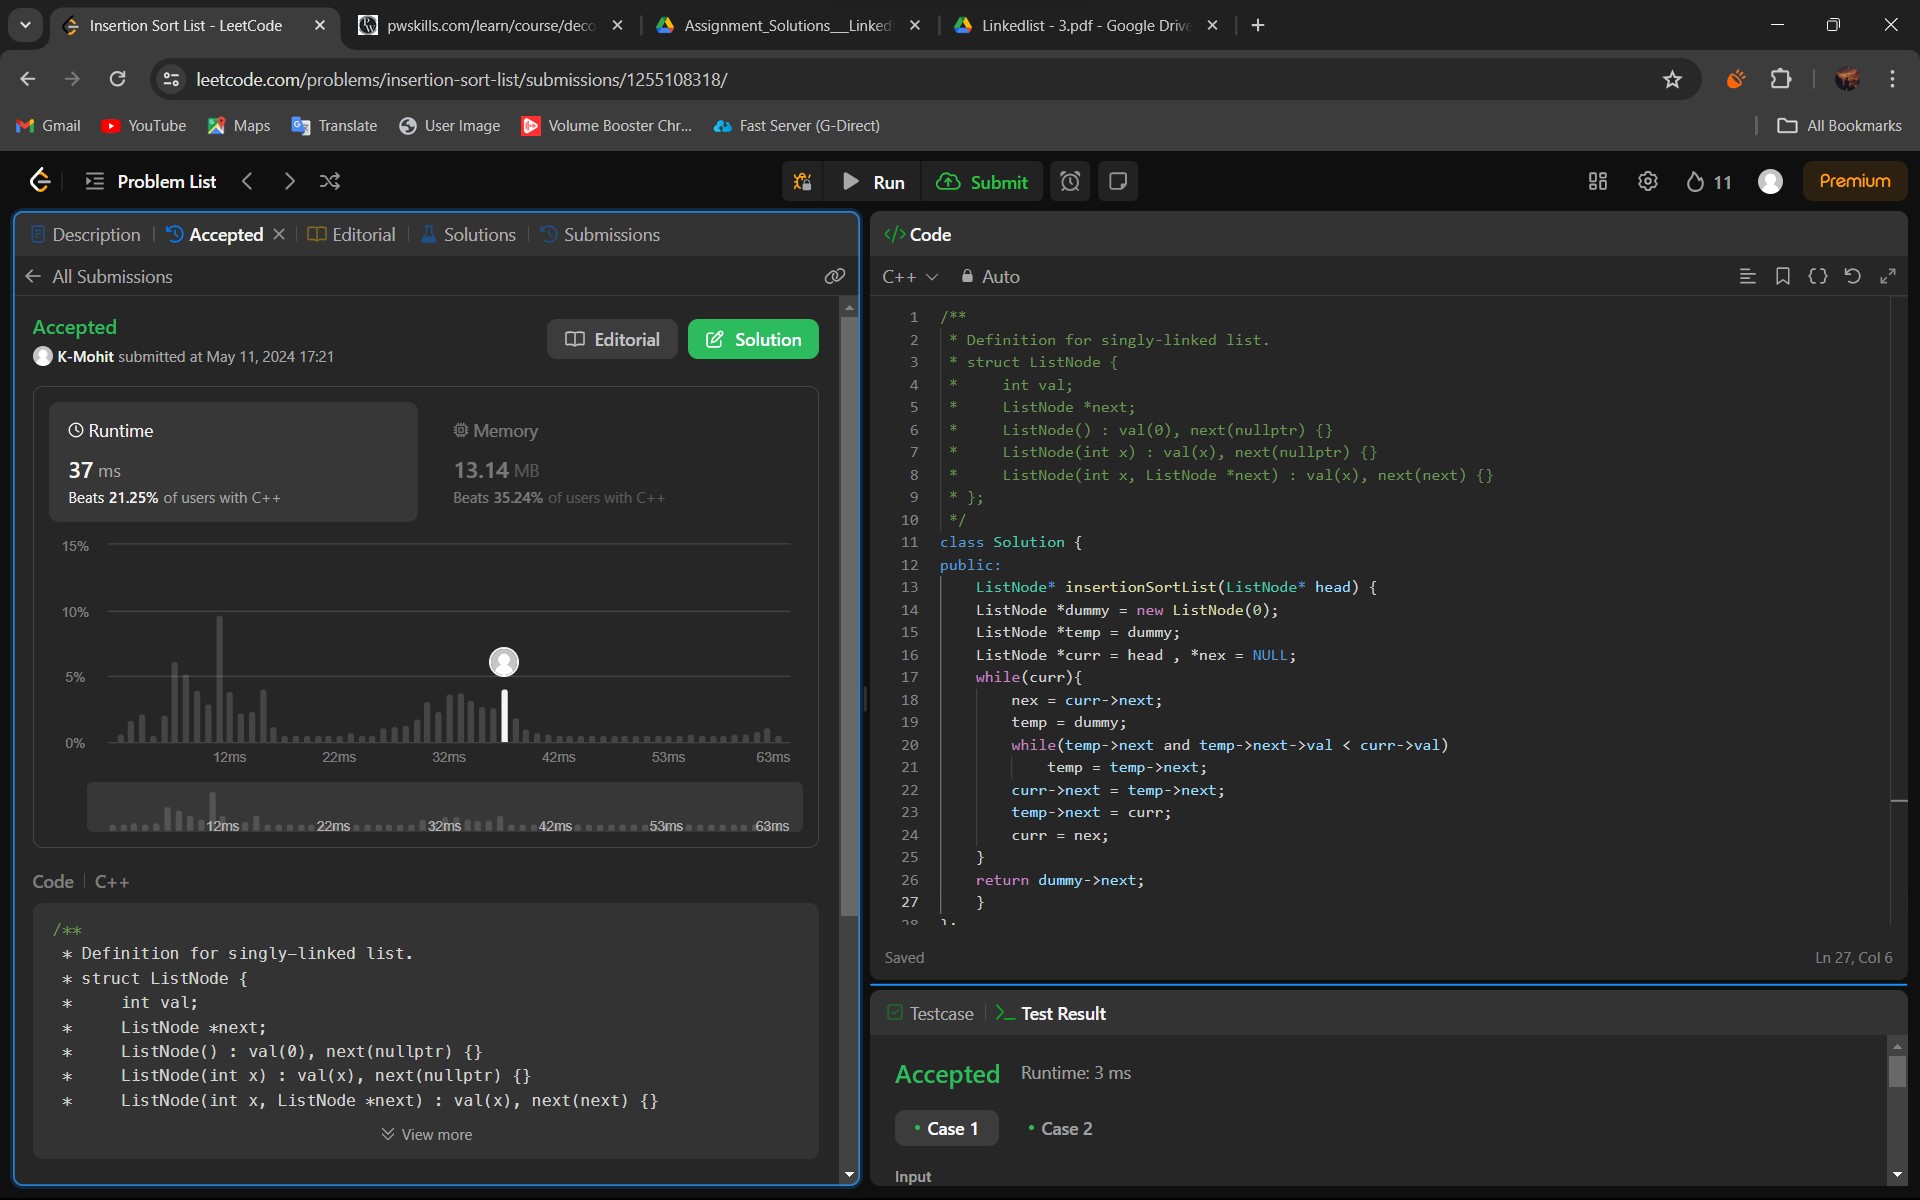 Insertion Sort List - LeetCode
pwskills.com/learn/course/deco
Assignment_Solutions__Linked
Linkedlist - 3.pdf - Google Drive
leetcode.com/problems/insertion-sort-list/submissions/1255108318/
Gmail YouTube Maps Translate User Image Volume Booster Chr... Fast Server (G-Direct) All Bookmarks
Problem List Run Submit 11 Premium
Description Accepted Editorial Solutions Submissions
All Submissions
Accepted
K-Mohit submitted at May 11, 2024 17:21
Editorial Solution
Runtime
37 ms
Beats 21.25% of users with C++
Memory
13.14 MB
Beats 35.24% of users with C++
15%
10%
5%
0%
12ms 22ms 32ms 42ms 53ms 63ms
12ms 22ms 32ms 42ms 53ms 63ms
Code C++
/**
* Definition for singly-linked list.
* struct ListNode {
*     int val;
*     ListNode *next;
*     ListNode() : val(0), next(nullptr) {}
*     ListNode(int x) : val(x), next(nullptr) {}
*     ListNode(int x, ListNode *next) : val(x), next(next) {}
View more
</> Code
C++ Auto
1 /**
2 * Definition for singly-linked list.
3 * struct ListNode {
4 *     int val;
5 *     ListNode *next;
6 *     ListNode() : val(0), next(nullptr) {}
7 *     ListNode(int x) : val(x), next(nullptr) {}
8 *     ListNode(int x, ListNode *next) : val(x), next(next) {}
9 * };
10 */
11 class Solution {
12 public:
13     ListNode* insertionSortList(ListNode* head) {
14     ListNode *dummy = new ListNode(0);
15     ListNode *temp = dummy;
16     ListNode *curr = head , *nex = NULL;
17     while(curr){
18         nex = curr->next;
19         temp = dummy;
20         while(temp->next and temp->next->val < curr->val)
21             temp = temp->next;
22         curr->next = temp->next;
23         temp->next = curr;
24         curr = nex;
25     }
26     return dummy->next;
27     }
28 };
Saved Ln 27, Col 6
Testcase >_ Test Result
Accepted Runtime: 3 ms
• Case 1 • Case 2
Input